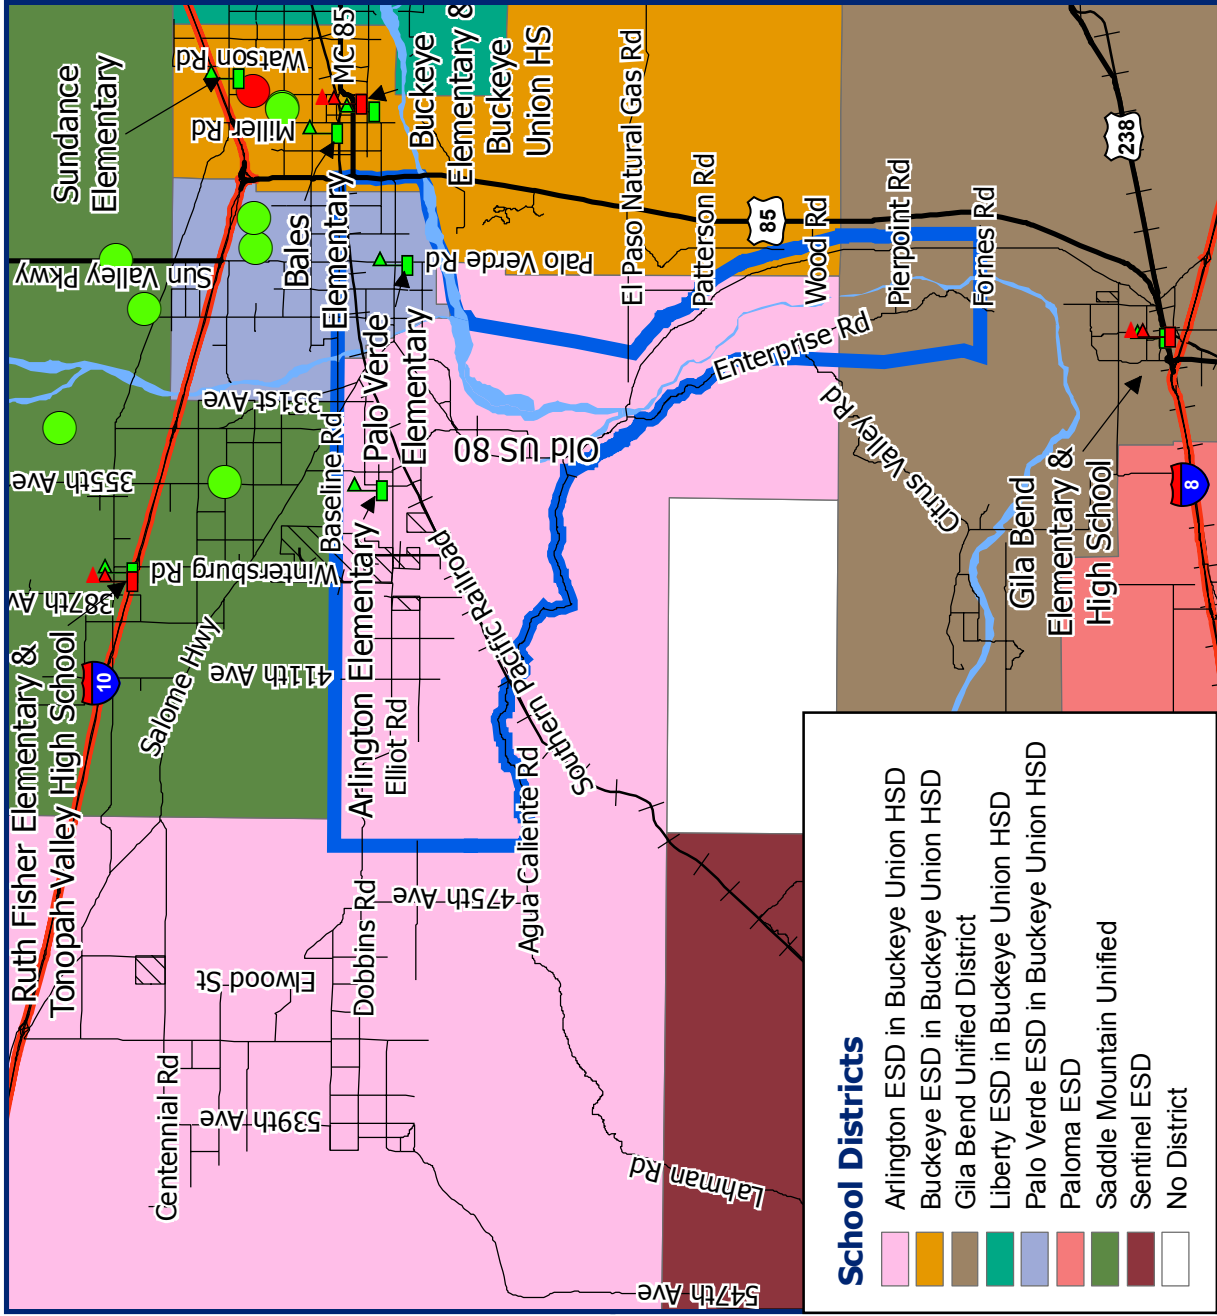 Ruth Fisher Elementary &
Tonopah Valley High School
Sundance
Elementary
Watson Rd
Miller Rd
MC 85
Buckeye
Elementary &
Buckeye
Union HS
Bales
Elementary
Sun Valley Pkwy
Palo Verde Rd
Palo Verde
Elementary
331st Ave
355th Ave
Baseline Rd
Wintersburg Rd
411th Ave
Salome Hwy
10
Arlington Elementary
Elliot Rd
Old US 80
Southern Pacific Railroad
Agua Caliente Rd
475th Ave
Dobbins Rd
Elwood St
Centennial Rd
539th Ave
Lahman Rd
547th Ave
El Paso Natural Gas Rd
Patterson Rd
85
Wood Rd
Pierpoint Rd
Fornes Rd
Enterprise Rd
Citrus Valley Rd
238
Gila Bend
Elementary &
High School
8
School Districts
Arlington ESD in Buckeye Union HSD
Buckeye ESD in Buckeye Union HSD
Gila Bend Unified District
Liberty ESD in Buckeye Union HSD
Palo Verde ESD in Buckeye Union HSD
Paloma ESD
Saddle Mountain Unified
Sentinel ESD
No District